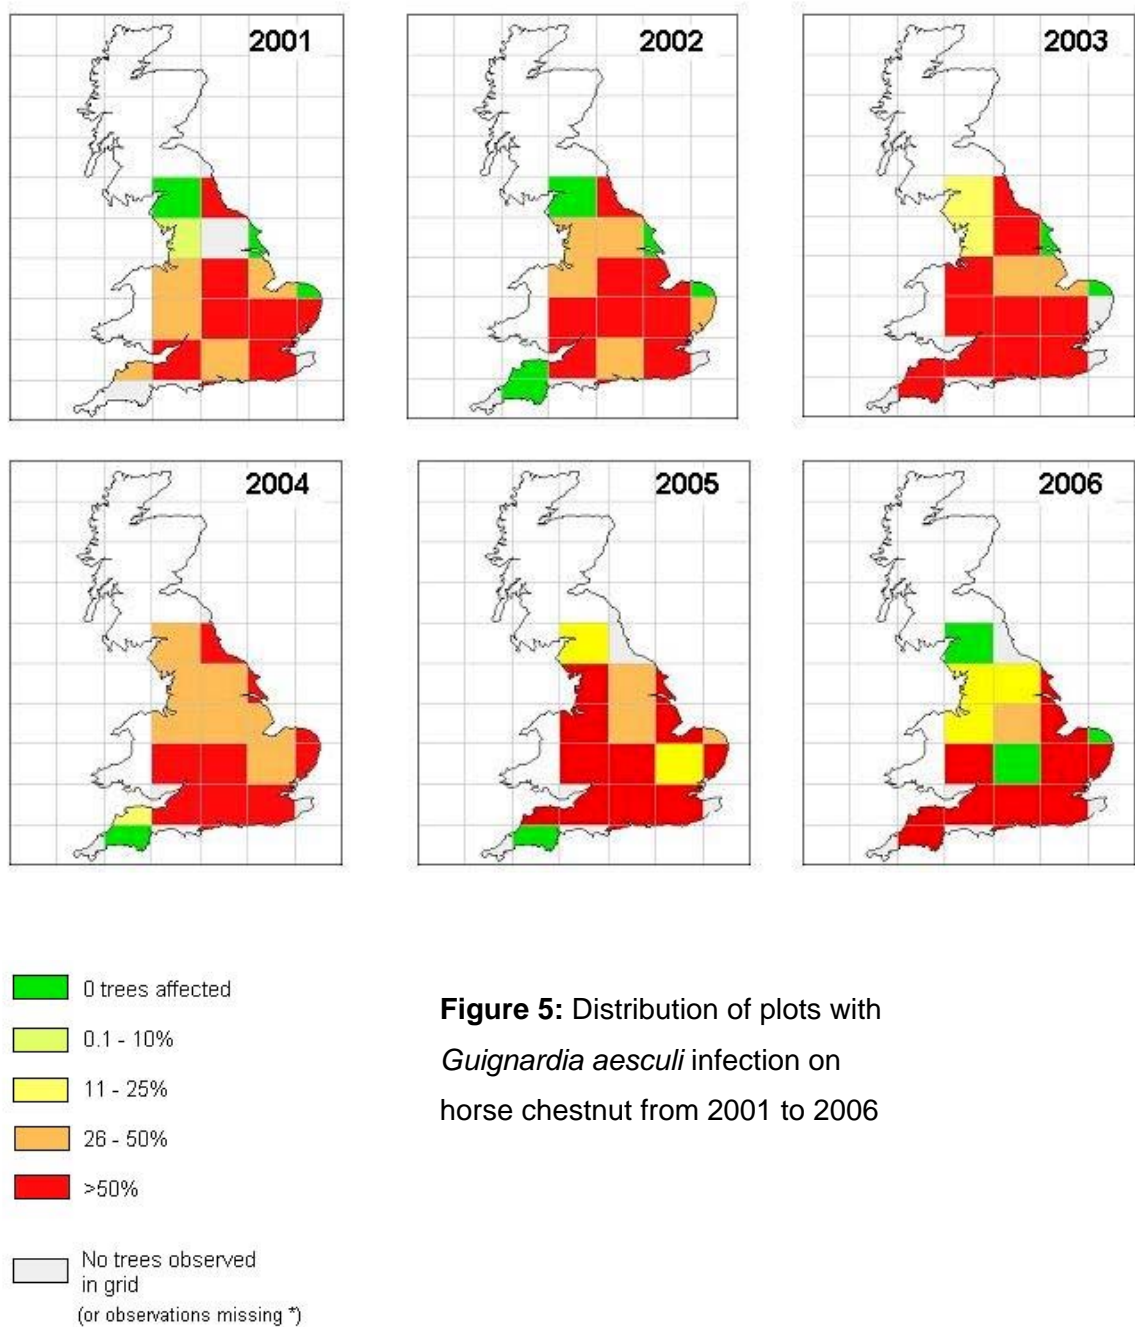 2001
2002
2003
2004
2005
2006
0 trees affected
0.1 - 10%
11 - 25%
26 - 50%
>50%
No trees observed
in grid
(or observations missing *)
Figure 5: Distribution of plots with
Guignardia aesculi infection on
horse chestnut from 2001 to 2006